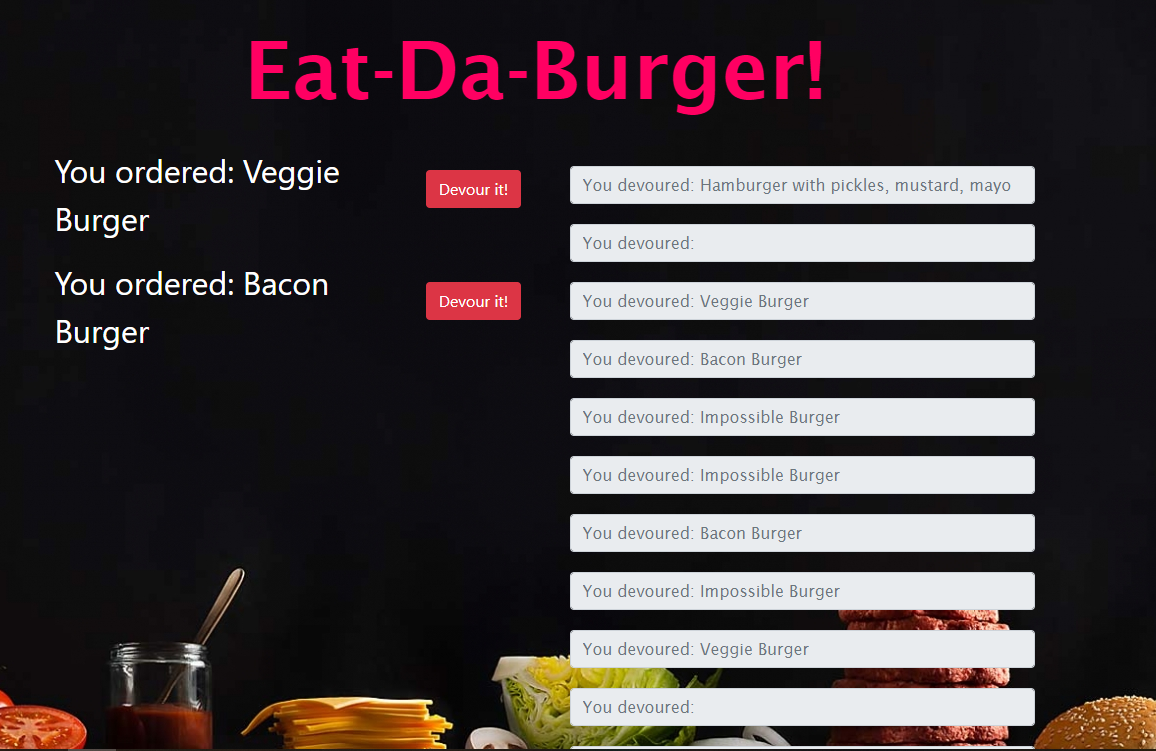 Eat-Da-Burger!
You ordered: Veggie
Burger
Devour it!
You ordered: Bacon
Burger
Devour it!
You devoured: Hamburger with pickles, mustard, mayo
You devoured:
You devoured: Veggie Burger
You devoured: Bacon Burger
You devoured: Impossible Burger
You devoured: Impossible Burger
You devoured: Bacon Burger
You devoured: Impossible Burger
You devoured: Veggie Burger
You devoured: